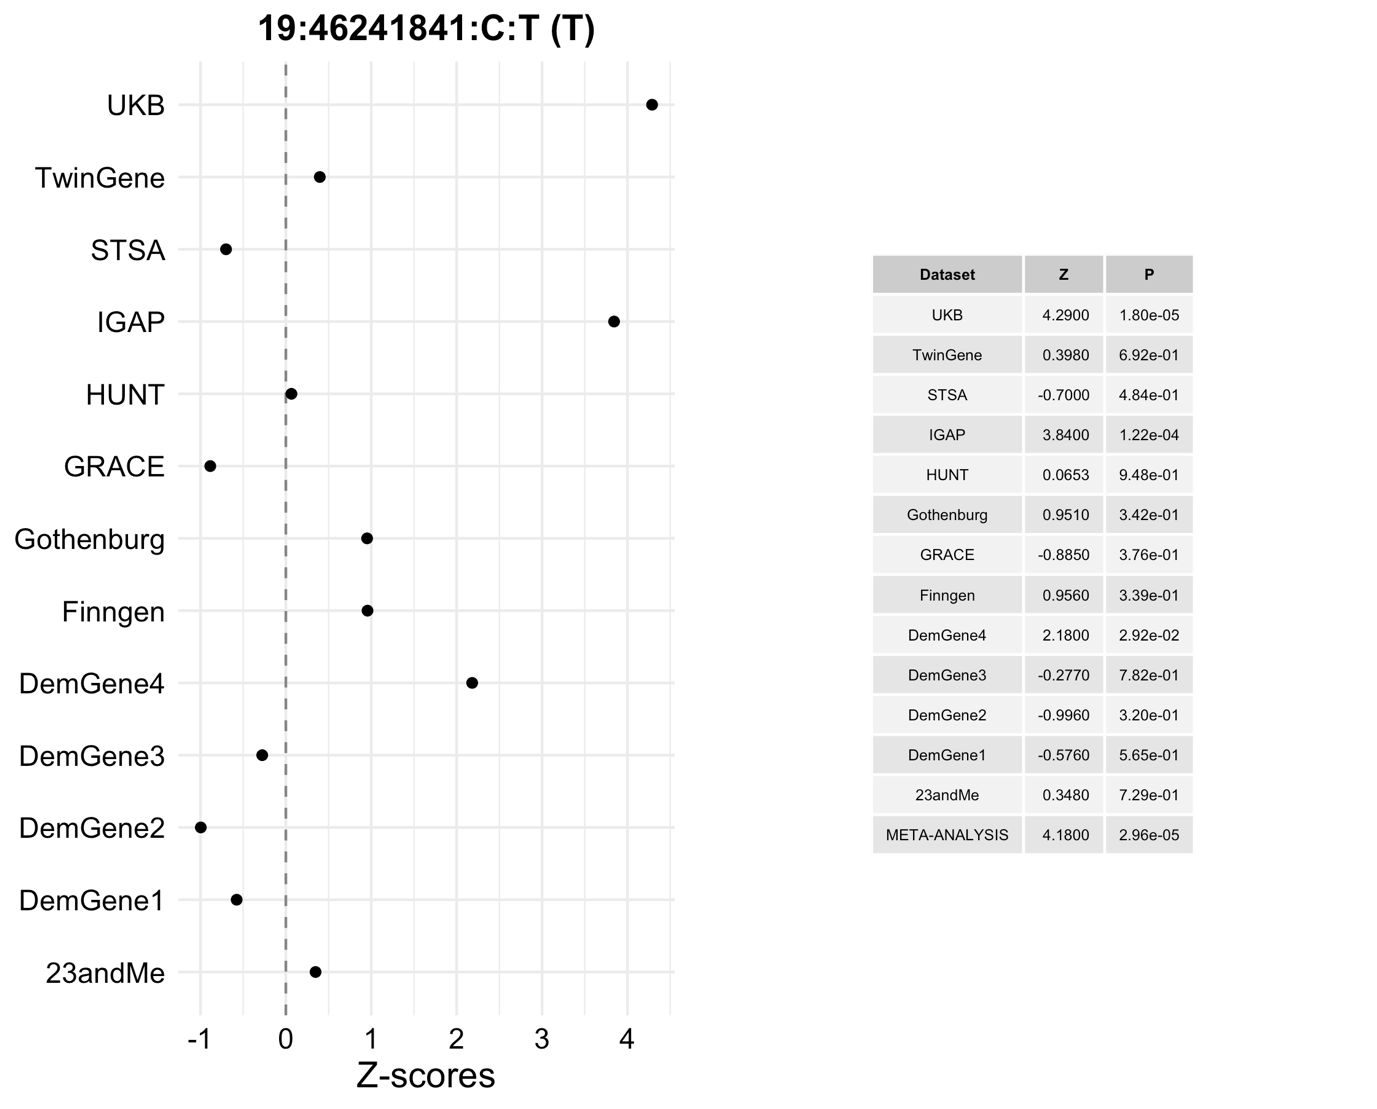 19:46241841:C:T (T)
UKB
TwinGene
STSA
IGAP
HUNT
GRACE
Gothenburg
Finngen
DemGene4
DemGene3
DemGene2
DemGene1
23andMe
-1 0 1 2 3 4
Z-scores
Dataset Z P
UKB 4.2900 1.80e-05
TwinGene 0.3980 6.92e-01
STSA -0.7000 4.84e-01
IGAP 3.8400 1.22e-04
HUNT 0.0653 9.48e-01
Gothenburg 0.9510 3.42e-01
GRACE -0.8850 3.76e-01
Finngen 0.9560 3.39e-01
DemGene4 2.1800 2.92e-02
DemGene3 -0.2770 7.82e-01
DemGene2 -0.9960 3.20e-01
DemGene1 -0.5760 5.65e-01
23andMe 0.3480 7.29e-01
META-ANALYSIS 4.1800 2.96e-05